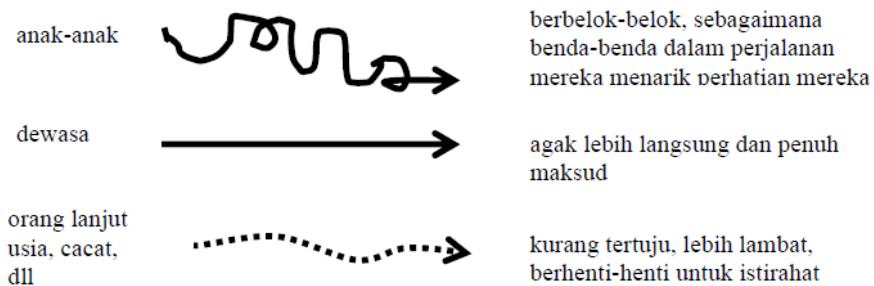 anak-anak
berbelok-belok, sebagaimana
benda-benda dalam perjalanan
mereka menarik perhatian mereka
dewasa
agak lebih langsung dan penuh
maksud
orang lanjut
usia, cacat,
dll
kurang tertuju, lebih lambat,
berhenti-henti untuk istirahat